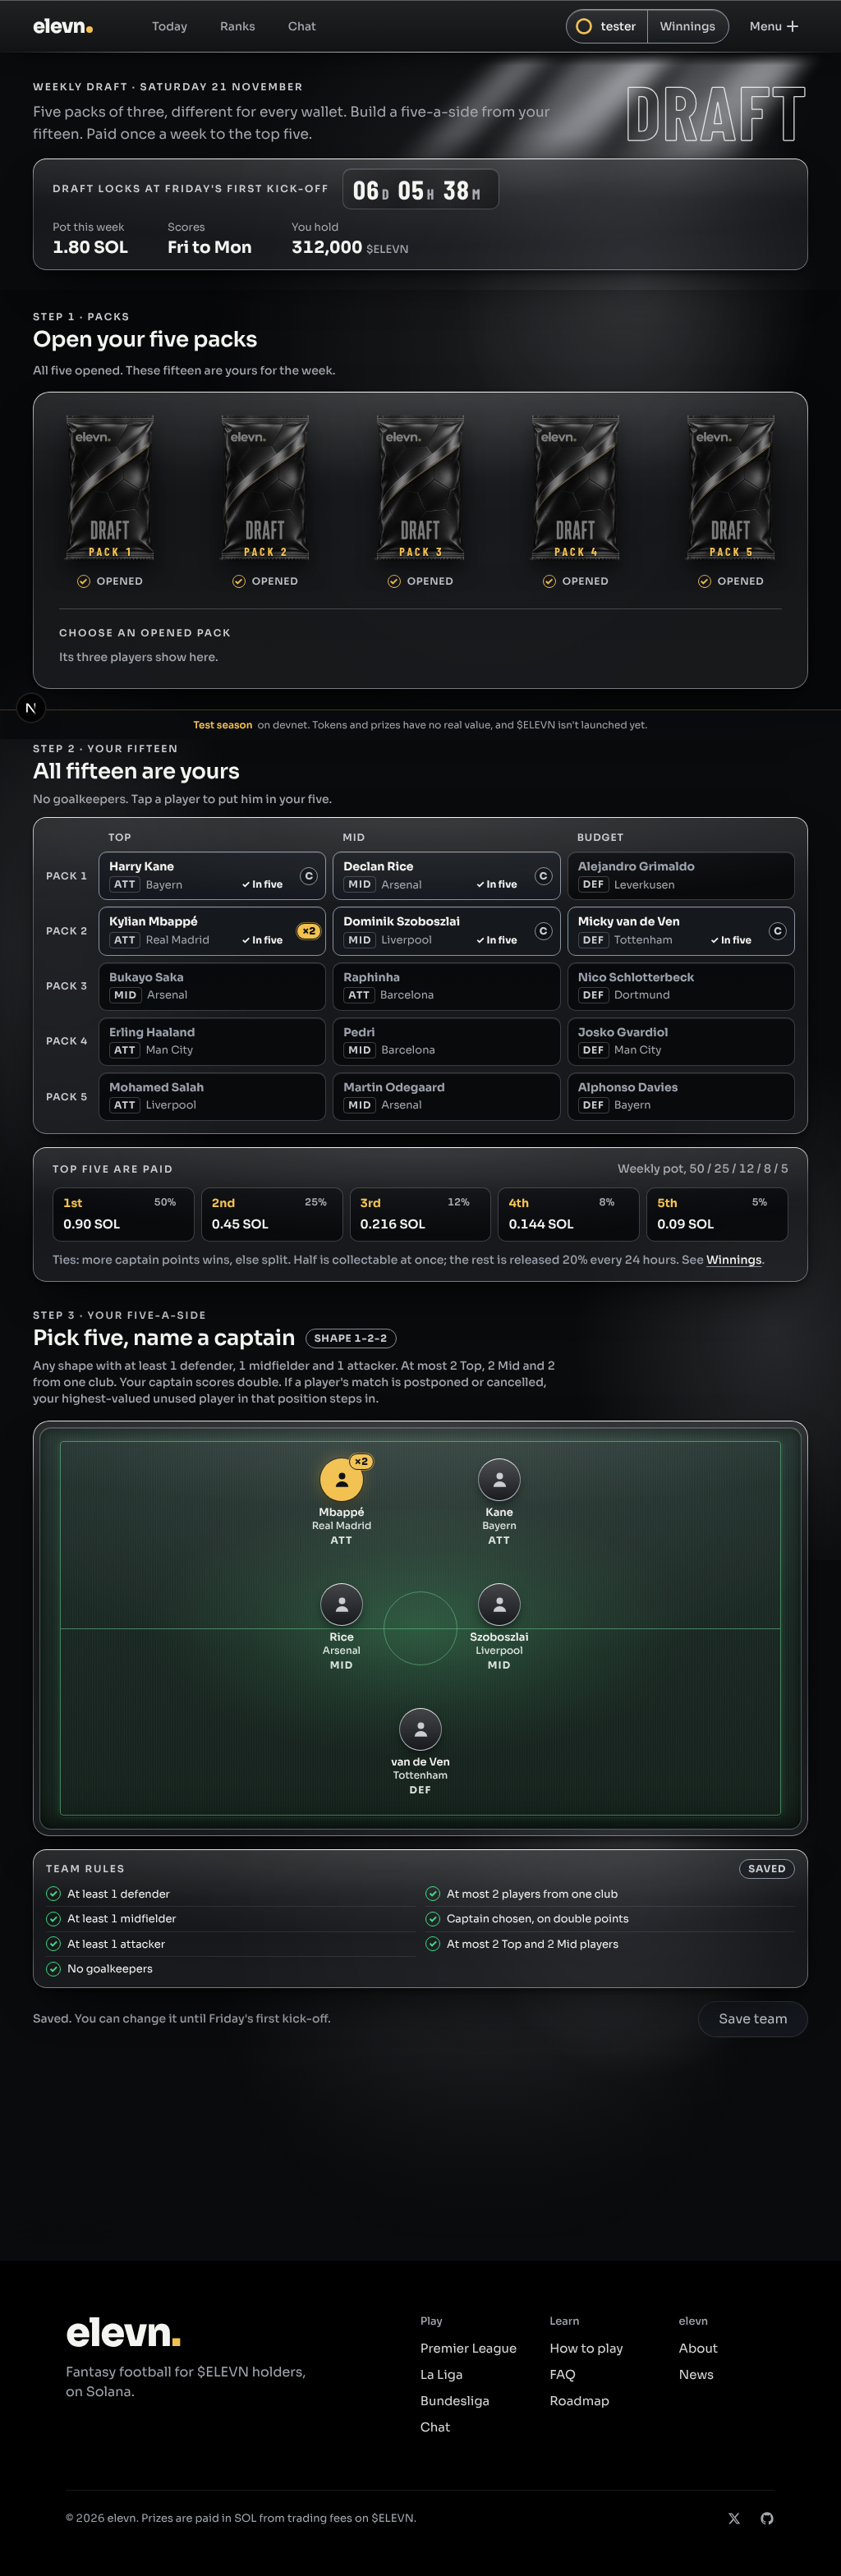 elevn.
Today
Ranks
Chat
tester
Winnings
Menu
WEEKLY DRAFT · SATURDAY 21 NOVEMBER
Five packs of three, different for every wallet. Build a five-a-side from your
fifteen. Paid once a week to the top five.
DRAFT
DRAFT LOCKS AT FRIDAY'S FIRST KICK-OFF
06D 05H 38M
Pot this week
1.80 SOL
Scores
Fri to Mon
You hold
312,000 $ELEVN
STEP 1 · PACKS
Open your five packs
All five opened. These fifteen are yours for the week.
elevn.
DRAFT
PACK 1
OPENED
elevn.
DRAFT
PACK 2
OPENED
elevn.
DRAFT
PACK 3
OPENED
elevn.
DRAFT
PACK 4
OPENED
elevn.
DRAFT
PACK 5
OPENED
CHOOSE AN OPENED PACK
Its three players show here.
N
Test season on devnet. Tokens and prizes have no real value, and $ELEVN isn't launched yet.
STEP 2 · YOUR FIFTEEN
All fifteen are yours
No goalkeepers. Tap a player to put him in your five.
TOP MID BUDGET
PACK 1
Harry Kane
ATT Bayern ✓ In five C
Declan Rice
MID Arsenal ✓ In five C
Alejandro Grimaldo
DEF Leverkusen
PACK 2
Kylian Mbappé
ATT Real Madrid ✓ In five ×2
Dominik Szoboszlai
MID Liverpool ✓ In five C
Micky van de Ven
DEF Tottenham ✓ In five C
PACK 3
Bukayo Saka
MID Arsenal
Raphinha
ATT Barcelona
Nico Schlotterbeck
DEF Dortmund
PACK 4
Erling Haaland
ATT Man City
Pedri
MID Barcelona
Josko Gvardiol
DEF Man City
PACK 5
Mohamed Salah
ATT Liverpool
Martin Odegaard
MID Arsenal
Alphonso Davies
DEF Bayern
TOP FIVE ARE PAID
Weekly pot, 50 / 25 / 12 / 8 / 5
1st 50%
0.90 SOL
2nd 25%
0.45 SOL
3rd 12%
0.216 SOL
4th 8%
0.144 SOL
5th 5%
0.09 SOL
Ties: more captain points wins, else split. Half is collectable at once; the rest is released 20% every 24 hours. See Winnings.
STEP 3 · YOUR FIVE-A-SIDE
Pick five, name a captain
SHAPE 1-2-2
Any shape with at least 1 defender, 1 midfielder and 1 attacker. At most 2 Top, 2 Mid and 2
from one club. Your captain scores double. If a player's match is postponed or cancelled,
your highest-valued unused player in that position steps in.
×2
Mbappé
Real Madrid
ATT
Kane
Bayern
ATT
Rice
Arsenal
MID
Szoboszlai
Liverpool
MID
van de Ven
Tottenham
DEF
TEAM RULES
SAVED
At least 1 defender
At most 2 players from one club
At least 1 midfielder
Captain chosen, on double points
At least 1 attacker
At most 2 Top and 2 Mid players
No goalkeepers
Saved. You can change it until Friday's first kick-off.
Save team
elevn.
Fantasy football for $ELEVN holders,
on Solana.
Play
Premier League
La Liga
Bundesliga
Chat
Learn
How to play
FAQ
Roadmap
elevn
About
News
© 2026 elevn. Prizes are paid in SOL from trading fees on $ELEVN.